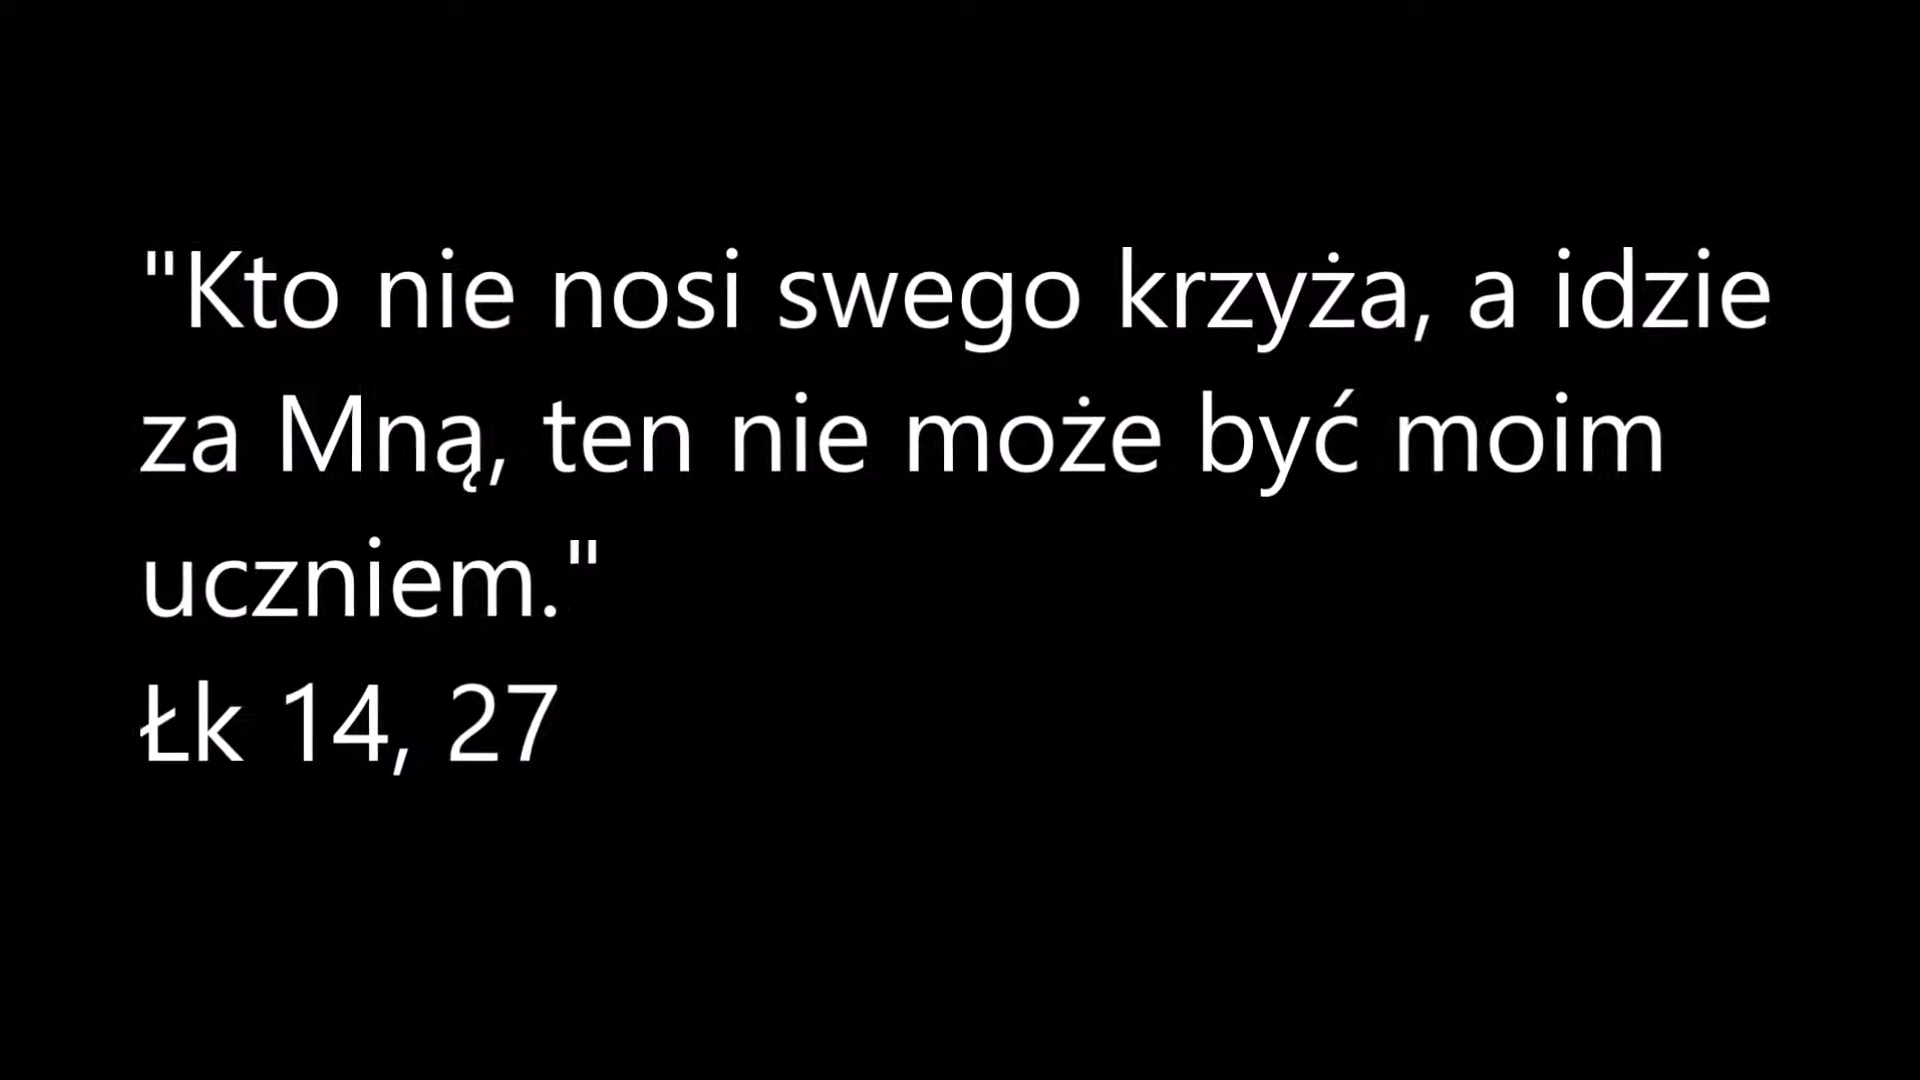 "Kto nie nosi swego krzyża, a idzie
za Mną, ten nie może być moim
uczniem."
Łk 14, 27